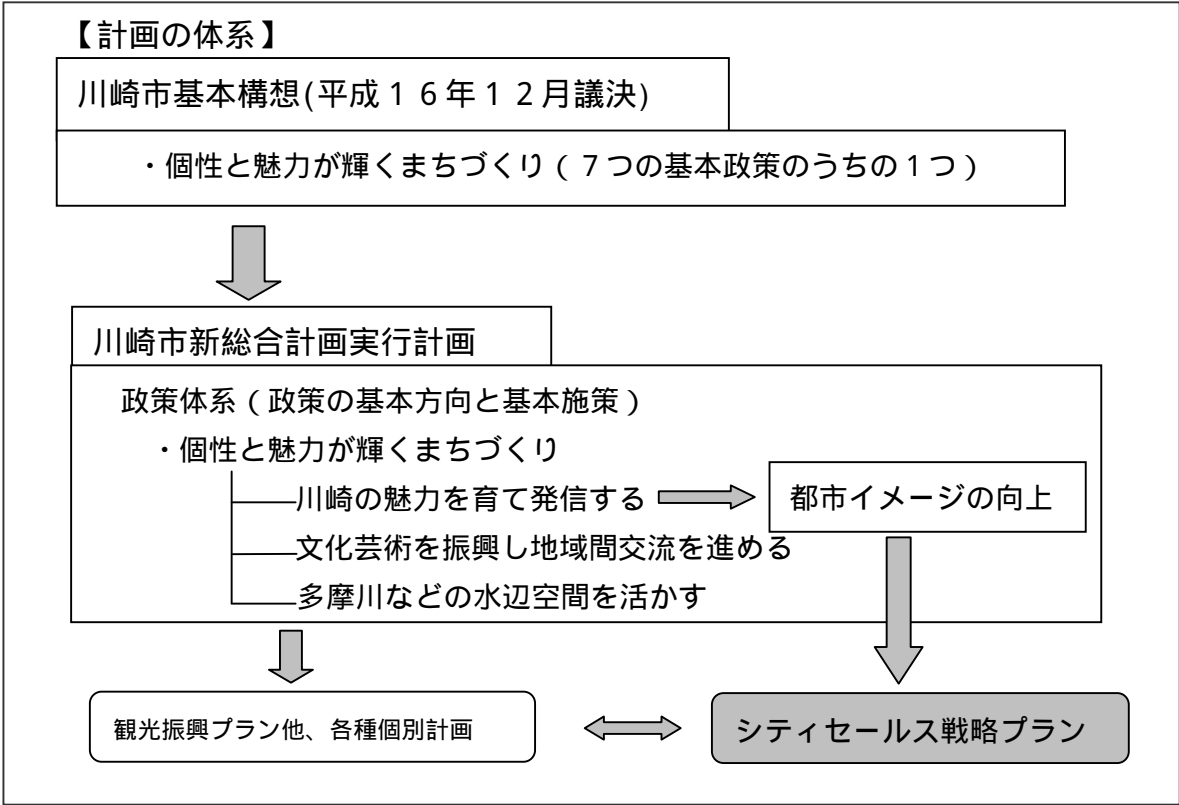 【計画の体系】
川崎市基本構想(平成１６年１２月議決)
・個性と魅力が輝くまちづくり（７つの基本政策のうちの１つ）
川崎市新総合計画実行計画
政策体系（政策の基本方向と基本施策）
・個性と魅力が輝くまちづくり
川崎の魅力を育て発信する
都市イメージの向上
文化芸術を振興し地域間交流を進める
多摩川などの水辺空間を活かす
観光振興プラン他、各種個別計画
シティセールス戦略プラン